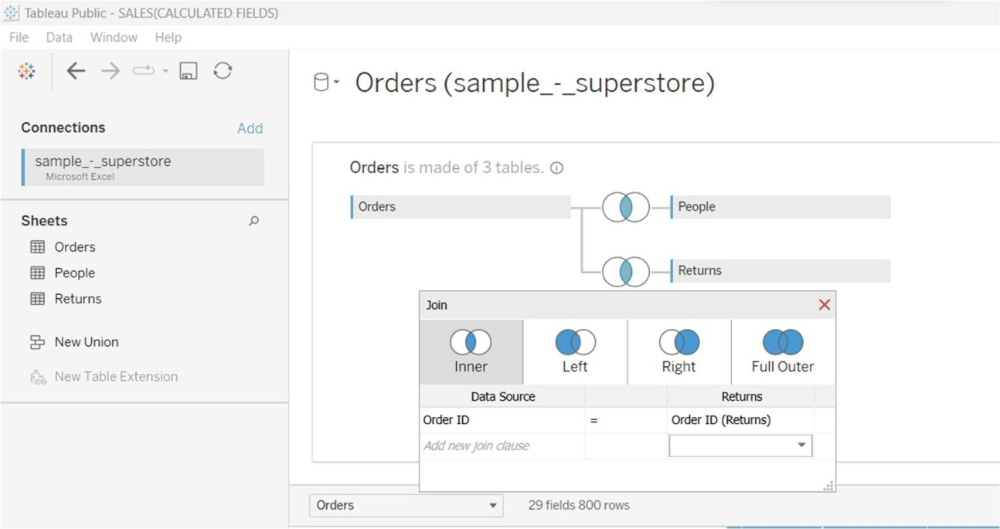 Tableau Public - SALES(CALCULATED FIELDS)
File Data Window Help
Orders (sample_-_superstore)
Connections Add
sample_-_superstore
Microsoft Excel
Sheets
Orders
People
Returns
New Union
New Table Extension
Orders is made of 3 tables.
Orders People
Returns
Join
Inner Left Right Full Outer
Data Source Returns
Order ID = Order ID (Returns)
Add new join clause
Orders 29 fields 800 rows